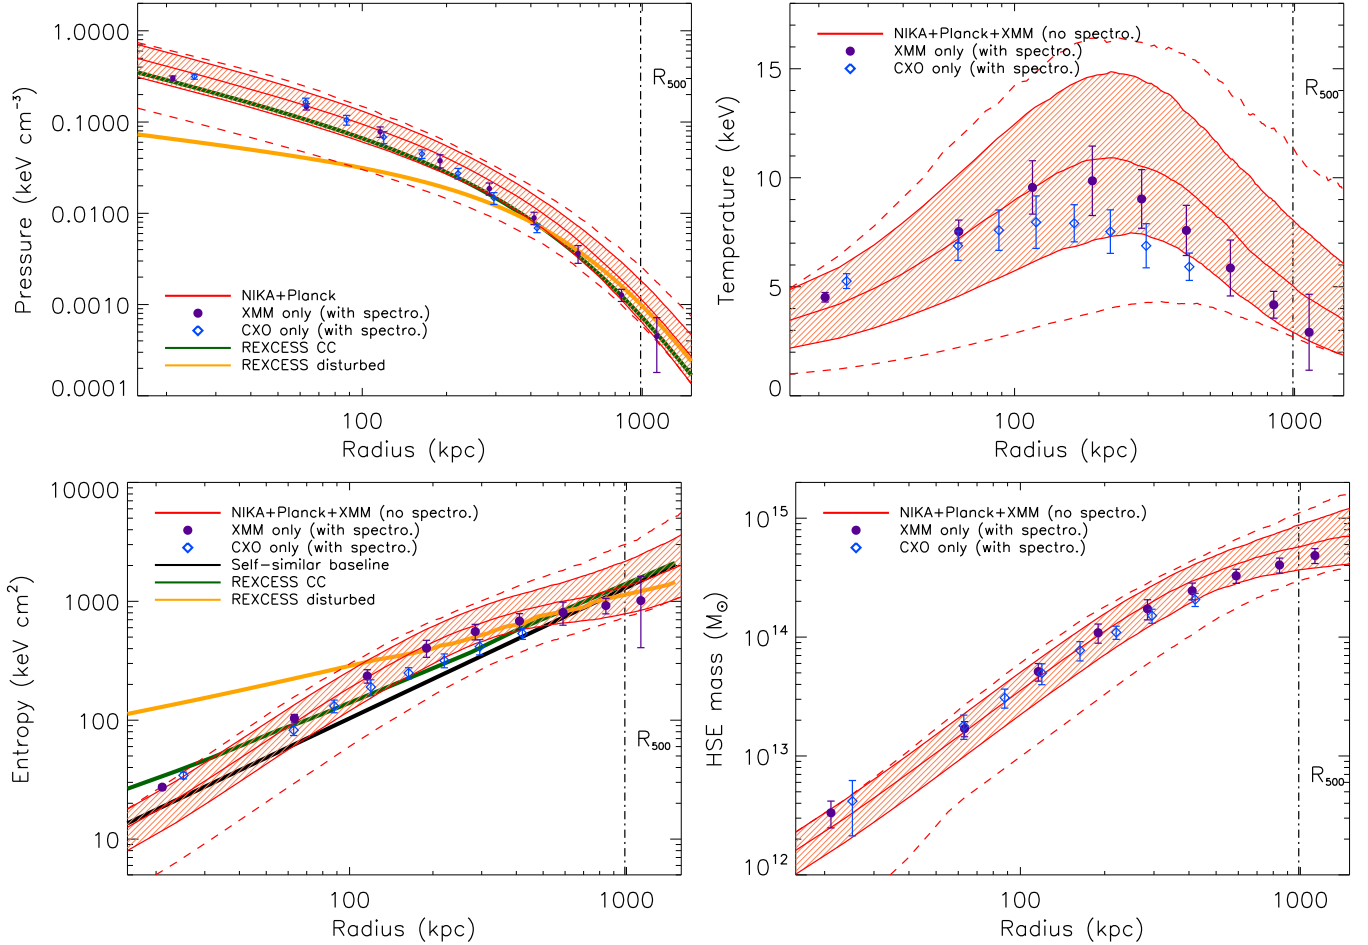 1.0000
0.1000
0.0100
0.0010
0.0001
Pressure (keV cm⁻³)
NIKA+Planck
XMM only (with spectro.)
CXO only (with spectro.)
REXCESS CC
REXCESS disturbed
R₅₀₀
100
1000
Radius (kpc)
15
10
5
0
Temperature (keV)
NIKA+Planck+XMM (no spectro.)
XMM only (with spectro.)
CXO only (with spectro.)
R₅₀₀
100
1000
Radius (kpc)
10000
1000
100
10
Entropy (keV cm²)
NIKA+Planck+XMM (no spectro.)
XMM only (with spectro.)
CXO only (with spectro.)
Self-similar baseline
REXCESS CC
REXCESS disturbed
R₅₀₀
100
1000
Radius (kpc)
10¹⁵
10¹⁴
10¹³
10¹²
HSE mass (M⊙)
NIKA+Planck+XMM (no spectro.)
XMM only (with spectro.)
CXO only (with spectro.)
R₅₀₀
100
1000
Radius (kpc)